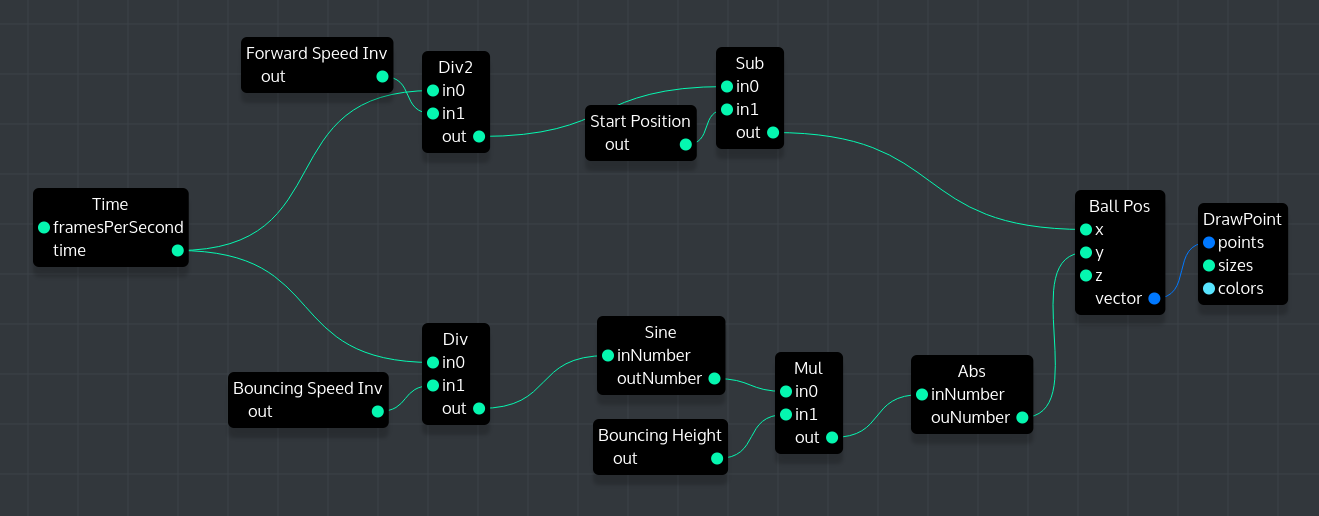 Forward Speed Inv
out
Div2
in0
in1
out
Sub
in0
in1
out
Start Position
out
Time
framesPerSecond
time
Ball Pos
x
y
z
vector
DrawPoint
points
sizes
colors
Div
in0
in1
out
Bouncing Speed Inv
out
Sine
inNumber
outNumber
Mul
in0
in1
out
Abs
inNumber
ouNumber
Bouncing Height
out